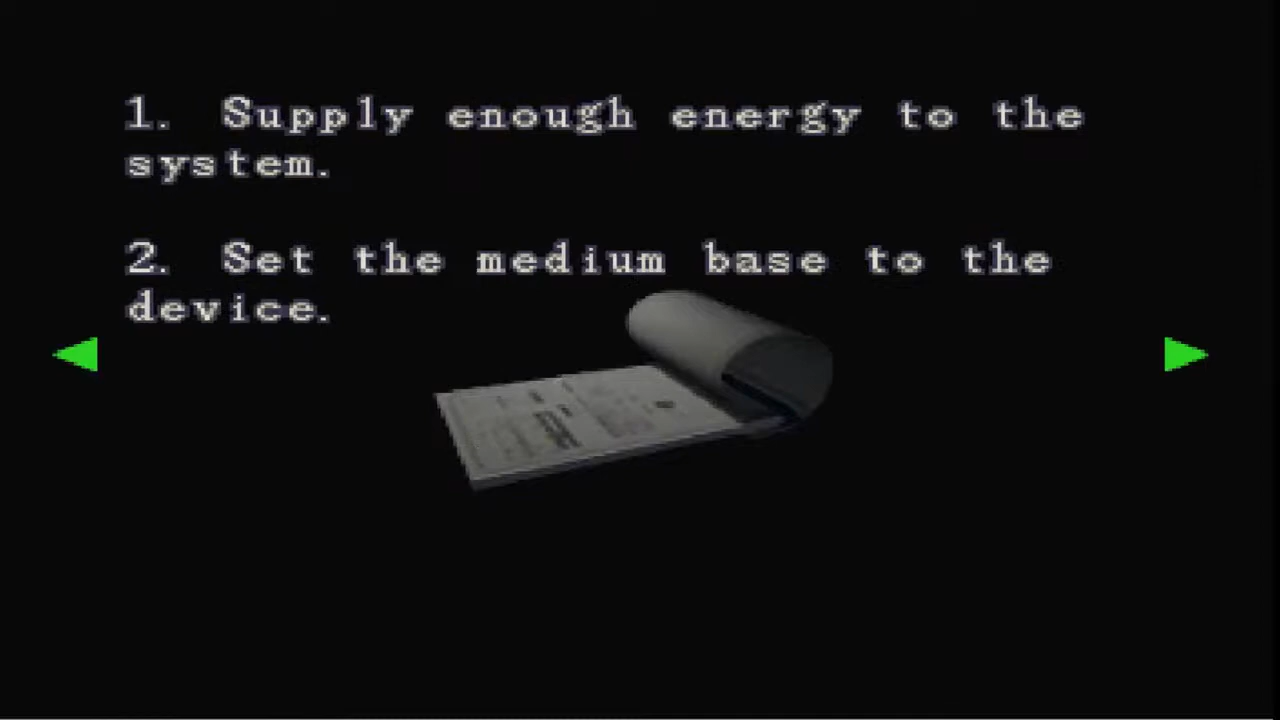 1. Supply enough energy to the
system.
2. Set the medium base to the
device.